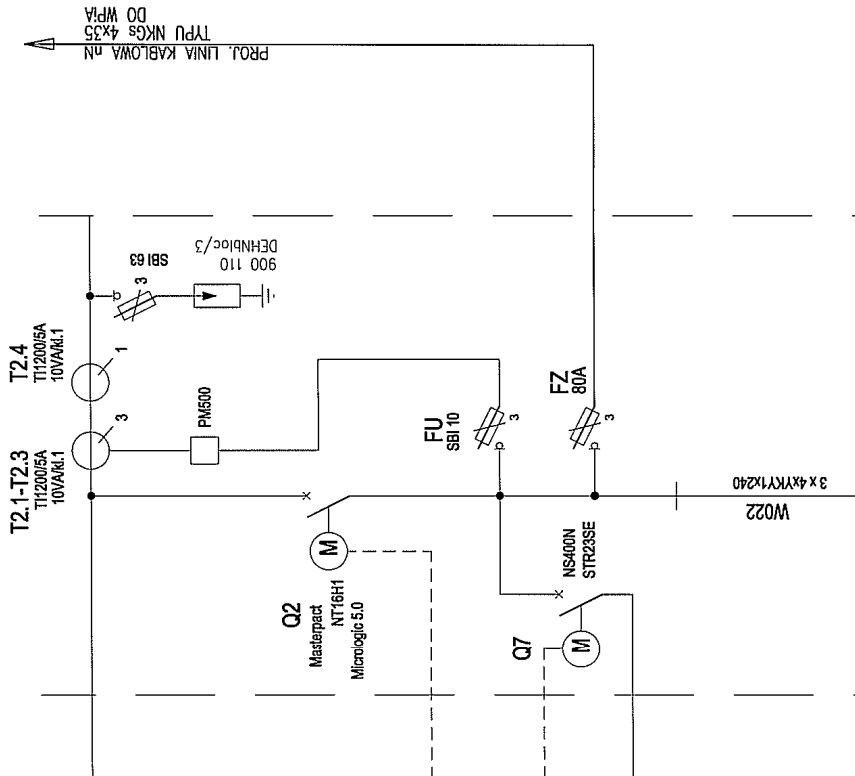 PROJ. LINIA KABLOWA nN
TYPU NKGs 4x35
DO WPiA
T2.4
TI1200/5A
10VA/kl.1
1
SBI 63
3
900 110
DEHNbloc/3
T2.1-T2.3
TI1200/5A
10VA/kl.1
3
PM500
FU
SBI 10
3
FZ
80A
3
Q2
Masterpact
NT16H1
Micrologic 5.0
M
NS400N
STR23SE
Q7
M
W022
3 x 4xYKY1x240